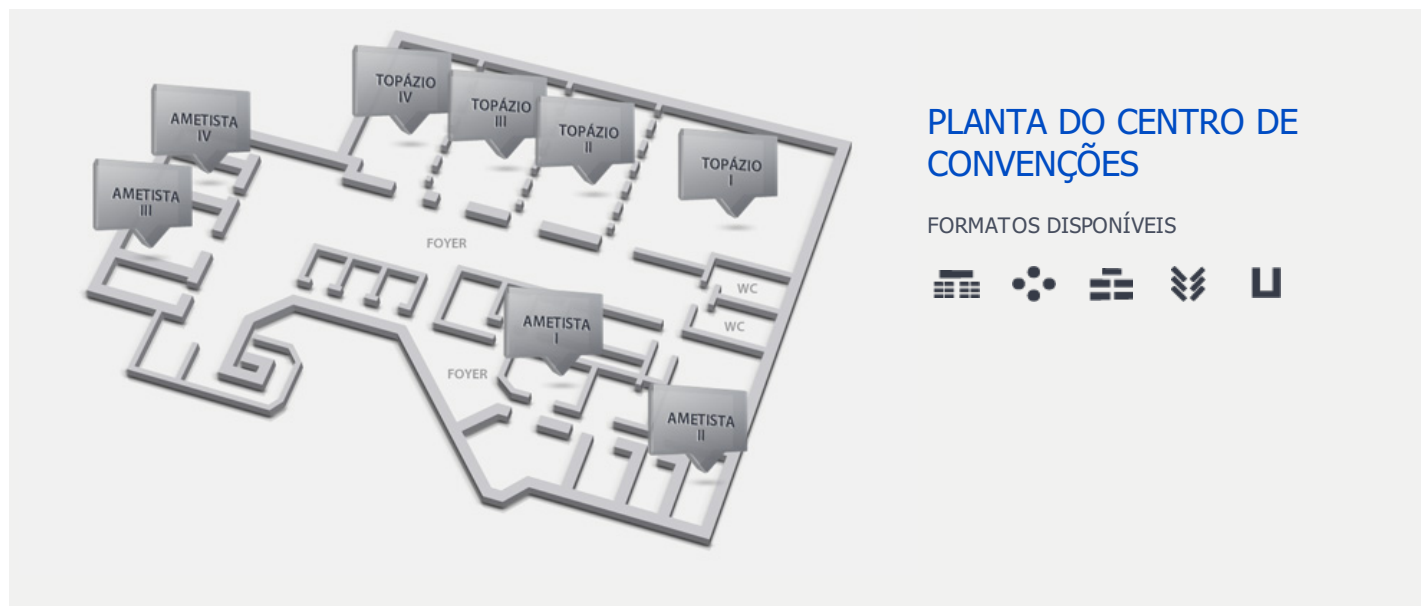 TOPÁZIO
IV
TOPÁZIO
III
TOPÁZIO
II
TOPÁZIO
I
AMETISTA
IV
AMETISTA
III
FOYER
WC
WC
AMETISTA
I
FOYER
AMETISTA
II
PLANTA DO CENTRO DE
CONVENÇÕES
FORMATOS DISPONÍVEIS